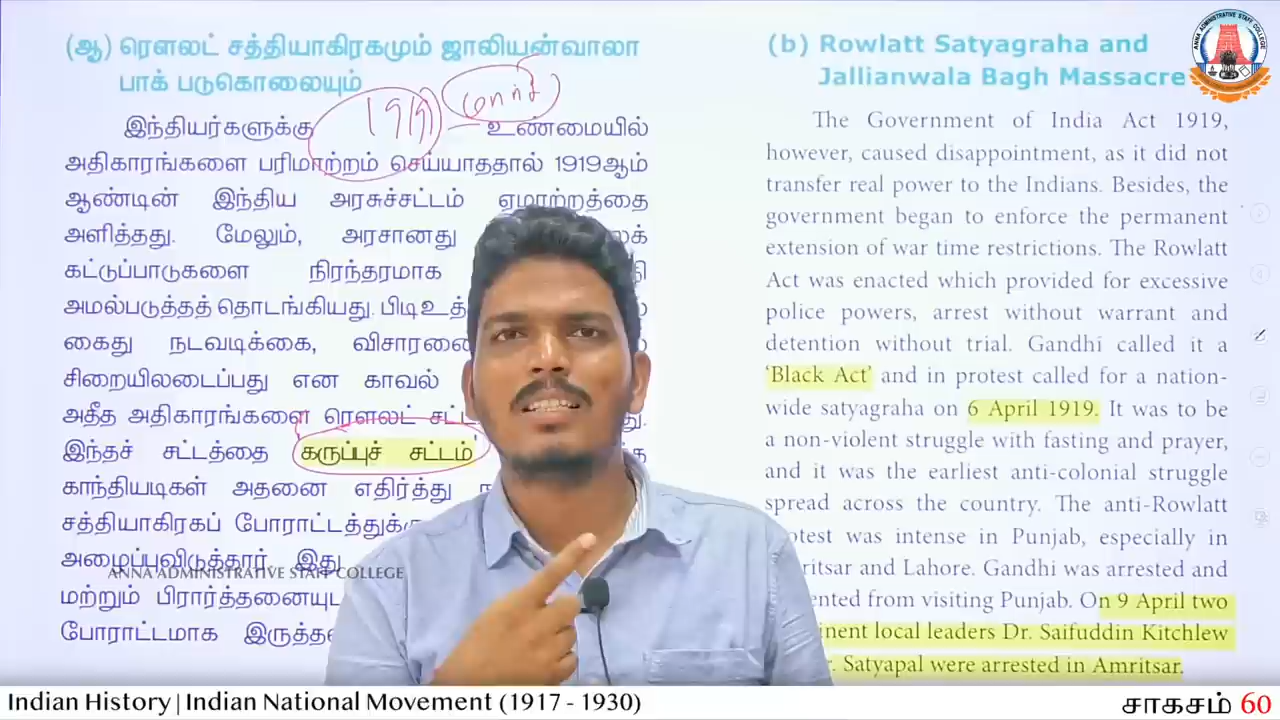 (ஆ) ரௌலட் சத்தியாகிரகமும் ஜாலியன்வாலா
பாக் படுகொலையும்
1919 மார்ச்
இந்தியர்களுக்கு உண்மையில்
அதிகாரங்களை பரிமாற்றம் செய்யாததால் 1919ஆம்
ஆண்டின் இந்திய அரசுச்சட்டம் ஏமாற்றத்தை
அளித்தது. மேலும், அரசானது
கட்டுப்பாடுகளை நிரந்தரமாக
அமல்படுத்தத் தொடங்கியது.
கைது நடவடிக்கை,
சிறையிலடைப்பது என காவல்
அதீத அதிகாரங்களை ரௌலட்
இந்தச் சட்டத்தை கருப்புச் சட்டம்'
காந்தியடிகள் அதனை எதிர்த்து
சத்தியாகிரகப்
அமைப்புவிடுத்தார். இது
மற்றும்
போராட்டமாக
(b) Rowlatt Satyagraha and
Jallianwala Bagh Massacre
The Government of India Act 1919,
however, caused disappointment, as it did not
transfer real power to the Indians. Besides, the
government began to enforce the permanent
extension of war time restrictions. The Rowlatt
Act was enacted which provided for excessive
police powers, arrest without warrant and
detention without trial. Gandhi called it a
'Black Act' and in protest called for a nation-
wide satyagraha on 6 April 1919. It was to be
a non-violent struggle with fasting and prayer,
and it was the earliest anti-colonial struggle
spread across the country. The anti-Rowlatt
was intense in Punjab, especially in
and Lahore. Gandhi was arrested and
from visiting Punjab. On 9 April two
local leaders Dr. Saifuddin Kitchlew
Satyapal were arrested in Amritsar.
ANNA ADMINISTRATIVE STAFF COLLEGE
ANNA ADMINISTRATIVE STAFF COLLEGE
Indian History | Indian National Movement (1917 - 1930)
சாகசம் 60